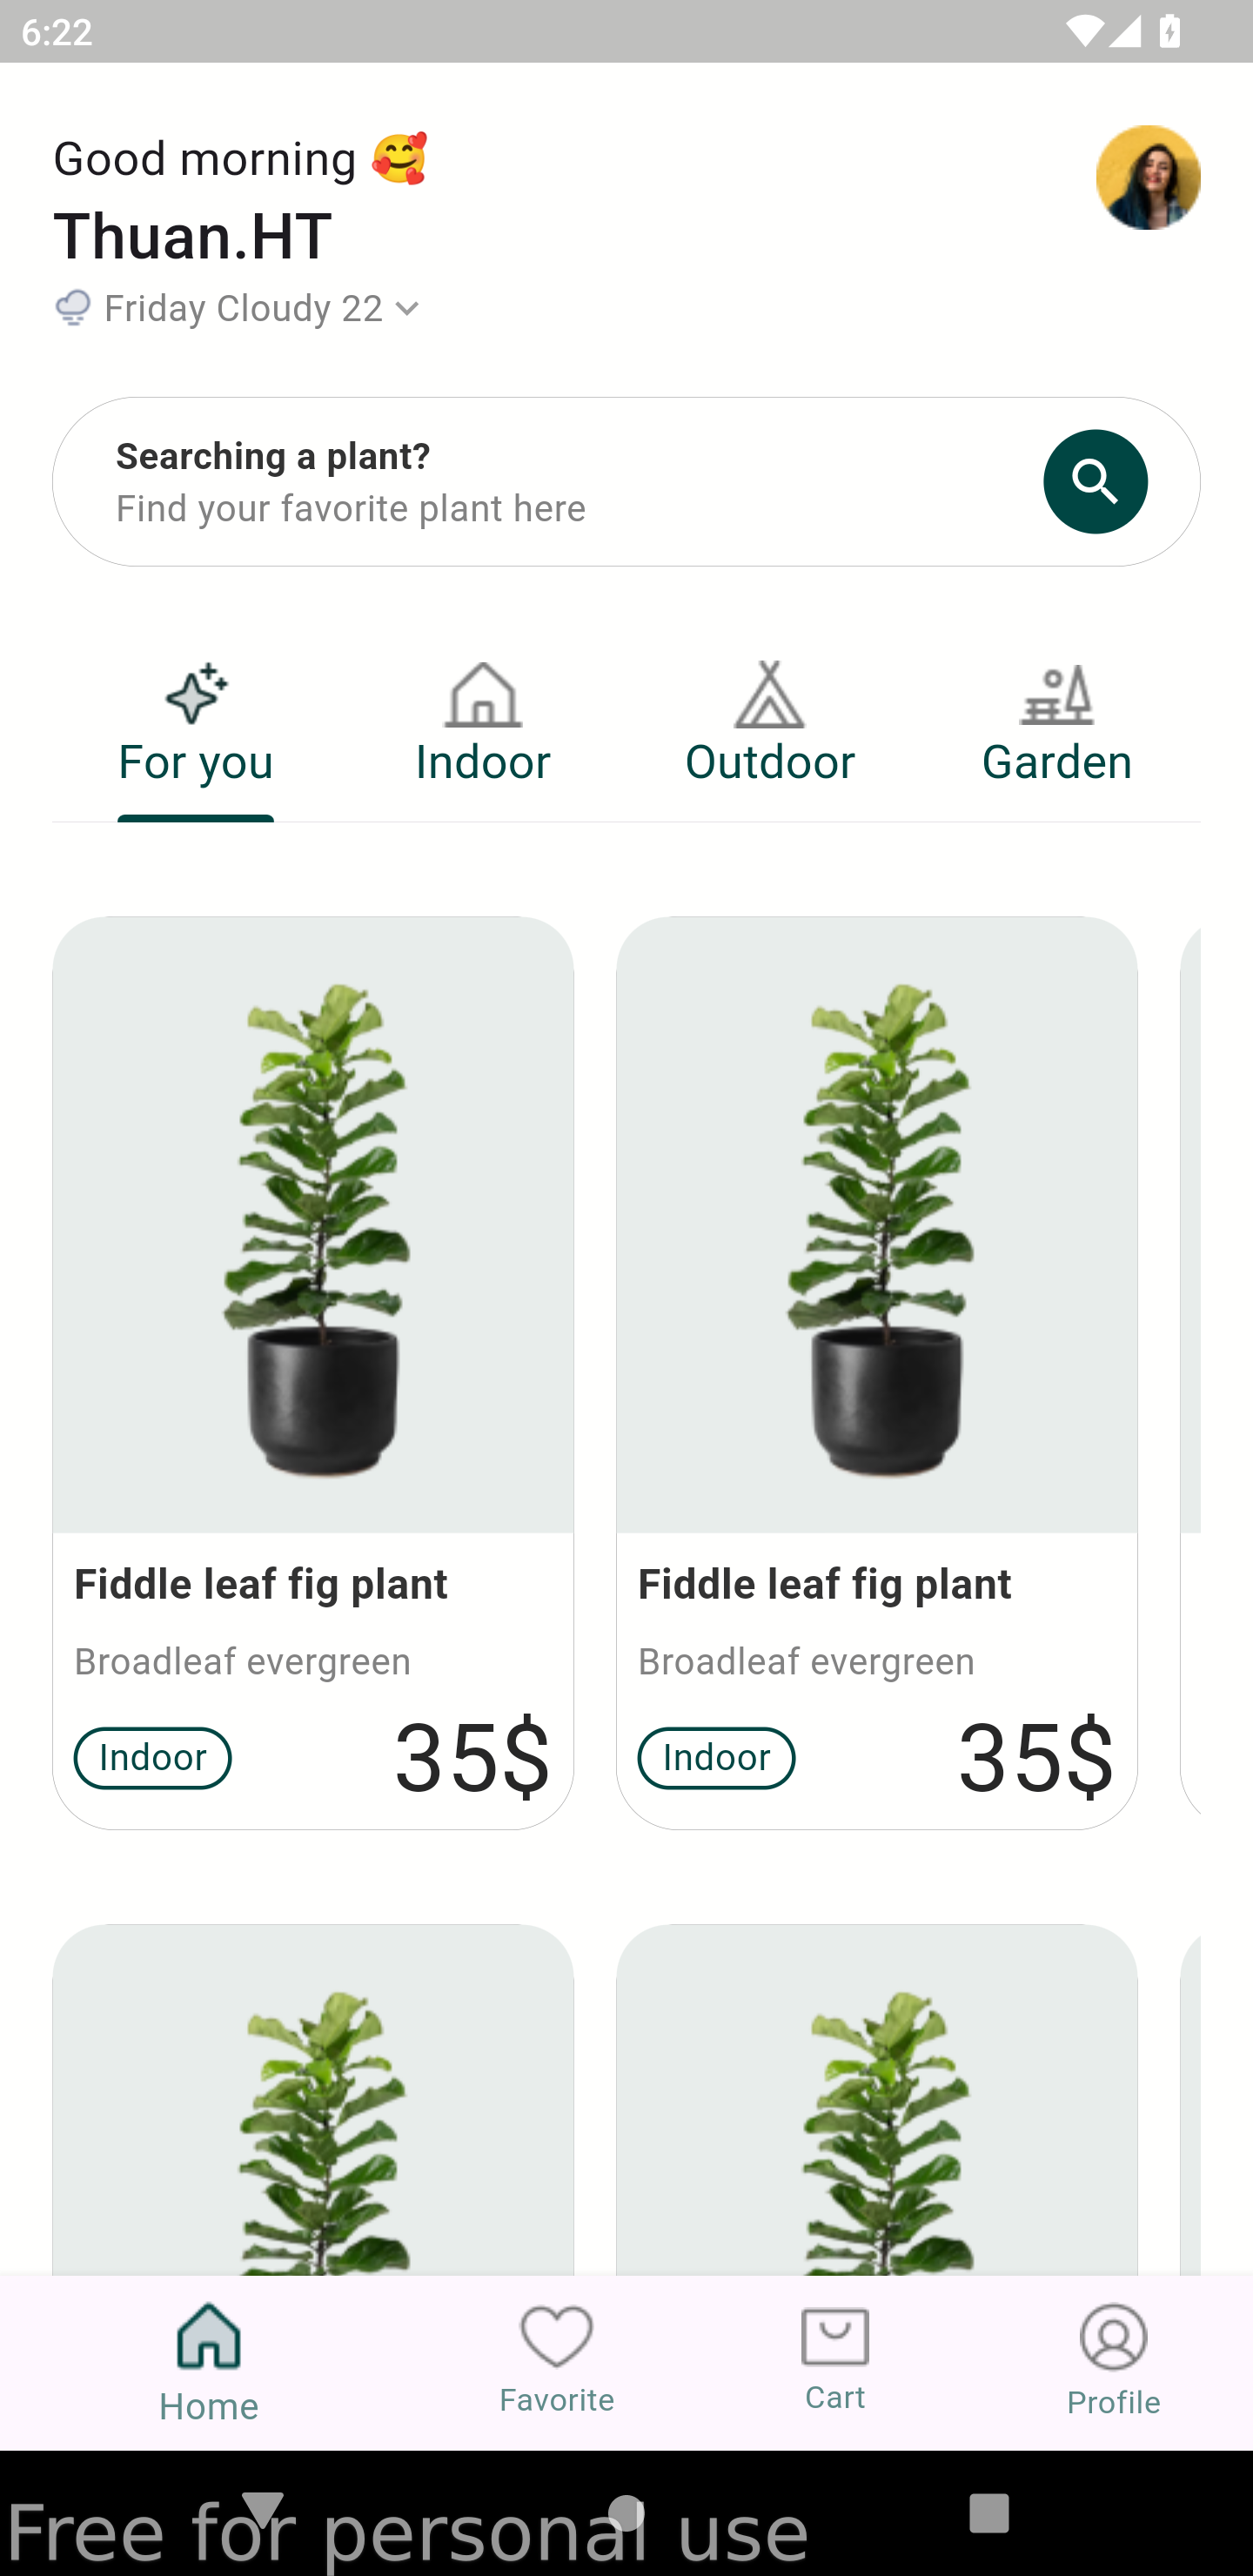 6:22
Good morning 🥰
Thuan.HT
Friday Cloudy 22
Searching a plant?
Find your favorite plant here
For you Indoor Outdoor Garden
Fiddle leaf fig plant Fiddle leaf fig plant
Broadleaf evergreen Broadleaf evergreen
Indoor 35$ Indoor 35$
Home Favorite Cart Profile
Free for personal use